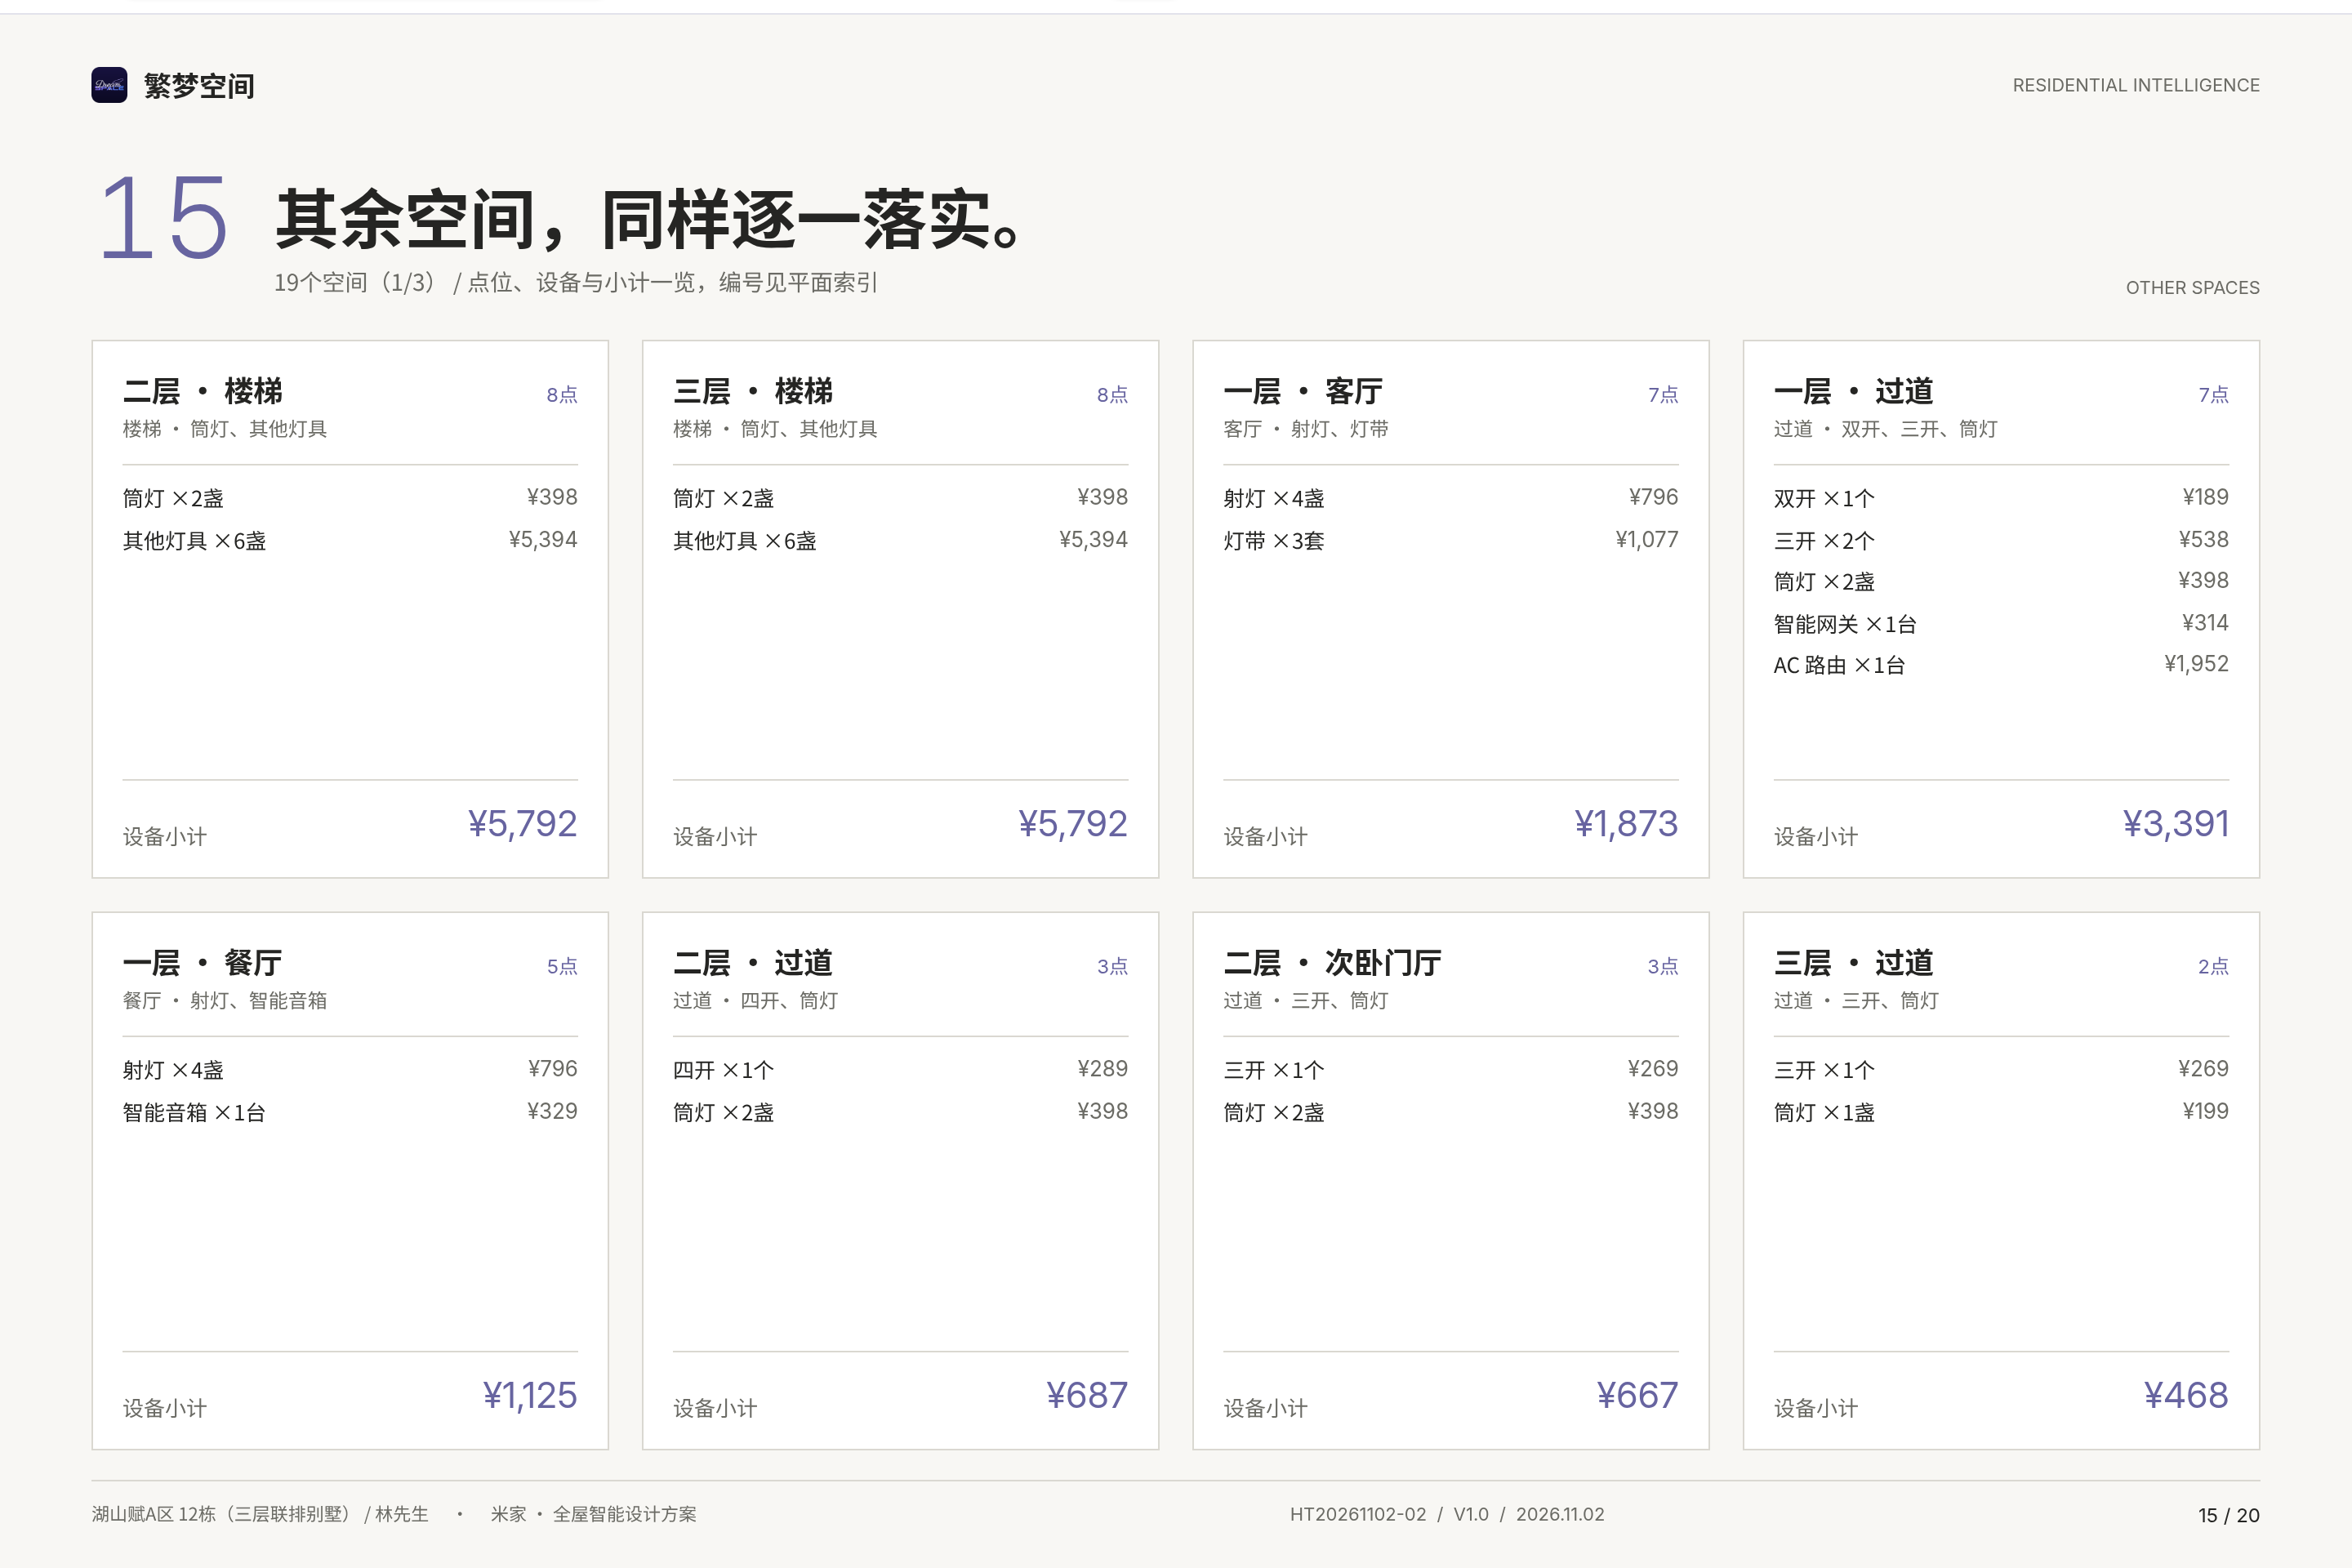 繁梦空间
RESIDENTIAL INTELLIGENCE
15 其余空间，同样逐一落实。
19个空间（1/3） / 点位、设备与小计一览，编号见平面索引
OTHER SPACES
二层 · 楼梯 8点
楼梯 · 筒灯、其他灯具
筒灯 ×2盏 ¥398
其他灯具 ×6盏 ¥5,394
设备小计 ¥5,792
三层 · 楼梯 8点
楼梯 · 筒灯、其他灯具
筒灯 ×2盏 ¥398
其他灯具 ×6盏 ¥5,394
设备小计 ¥5,792
一层 · 客厅 7点
客厅 · 射灯、灯带
射灯 ×4盏 ¥796
灯带 ×3套 ¥1,077
设备小计 ¥1,873
一层 · 过道 7点
过道 · 双开、三开、筒灯
双开 ×1个 ¥189
三开 ×2个 ¥538
筒灯 ×2盏 ¥398
智能网关 ×1台 ¥314
AC 路由 ×1台 ¥1,952
设备小计 ¥3,391
一层 · 餐厅 5点
餐厅 · 射灯、智能音箱
射灯 ×4盏 ¥796
智能音箱 ×1台 ¥329
设备小计 ¥1,125
二层 · 过道 3点
过道 · 四开、筒灯
四开 ×1个 ¥289
筒灯 ×2盏 ¥398
设备小计 ¥687
二层 · 次卧门厅 3点
过道 · 三开、筒灯
三开 ×1个 ¥269
筒灯 ×2盏 ¥398
设备小计 ¥667
三层 · 过道 2点
过道 · 三开、筒灯
三开 ×1个 ¥269
筒灯 ×1盏 ¥199
设备小计 ¥468
湖山赋A区 12栋（三层联排别墅） / 林先生 · 米家 · 全屋智能设计方案
HT20261102-02 / V1.0 / 2026.11.02
15 / 20